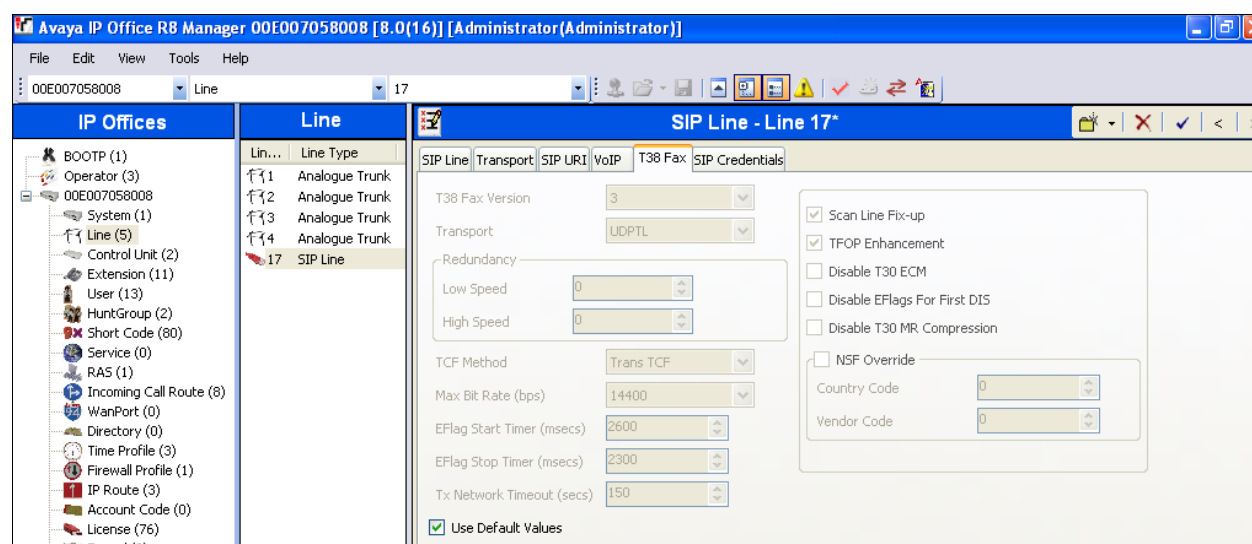 Avaya IP Office R8 Manager 00E007058008 [8.0(16)] [Administrator(Administrator)]
File Edit View Tools Help
00E007058008 Line 17
IP Offices
BOOTP (1)
Operator (3)
00E007058008
System (1)
Line (5)
Control Unit (2)
Extension (11)
User (13)
HuntGroup (2)
Short Code (80)
Service (0)
RAS (1)
Incoming Call Route (8)
WanPort (0)
Directory (0)
Time Profile (3)
Firewall Profile (1)
IP Route (3)
Account Code (0)
License (76)
Line
Lin... Line Type
1 Analogue Trunk
2 Analogue Trunk
3 Analogue Trunk
4 Analogue Trunk
17 SIP Line
SIP Line - Line 17*
SIP Line Transport SIP URI VoIP T38 Fax SIP Credentials
T38 Fax Version 3
Transport UDPTL
Redundancy
Low Speed 0
High Speed 0
TCF Method Trans TCF
Max Bit Rate (bps) 14400
EFlag Start Timer (msecs) 2600
EFlag Stop Timer (msecs) 2300
Tx Network Timeout (secs) 150
Use Default Values
Scan Line Fix-up
TFOP Enhancement
Disable T30 ECM
Disable EFlags For First DIS
Disable T30 MR Compression
NSF Override
Country Code 0
Vendor Code 0